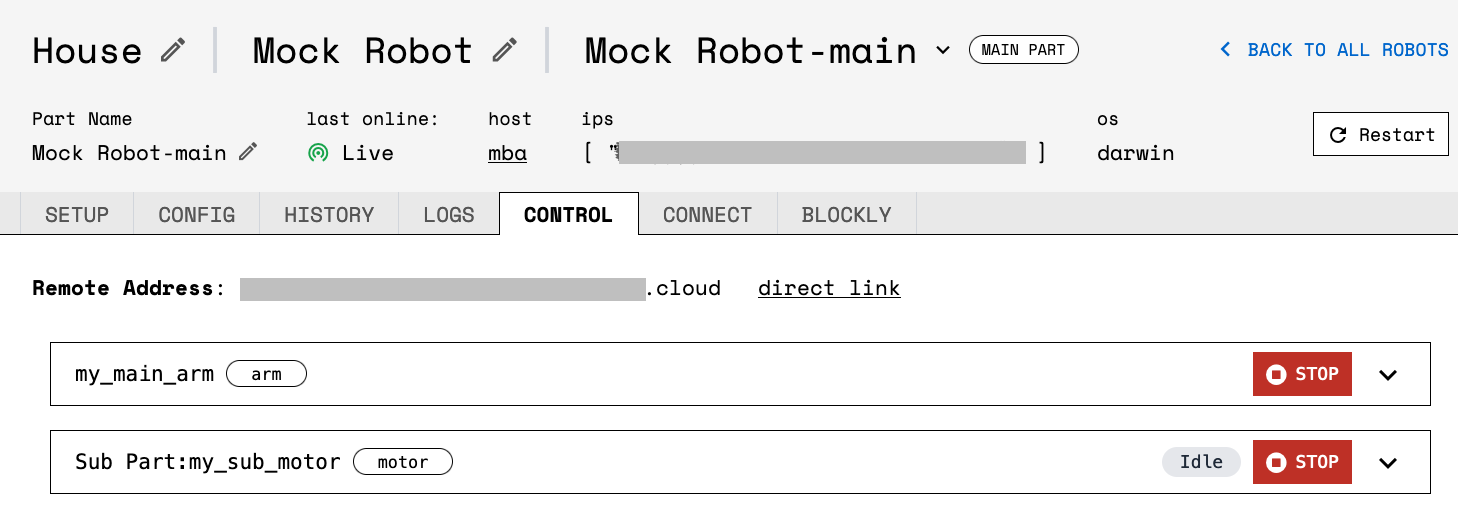 House Mock Robot Mock Robot-main MAIN PART BACK TO ALL ROBOTS
Part Name last online: host ips os
Mock Robot-main Live mba [ " ] darwin Restart
SETUP CONFIG HISTORY LOGS CONTROL CONNECT BLOCKLY
Remote Address: .cloud direct link
my_main_arm arm STOP
Sub Part:my_sub_motor motor Idle STOP